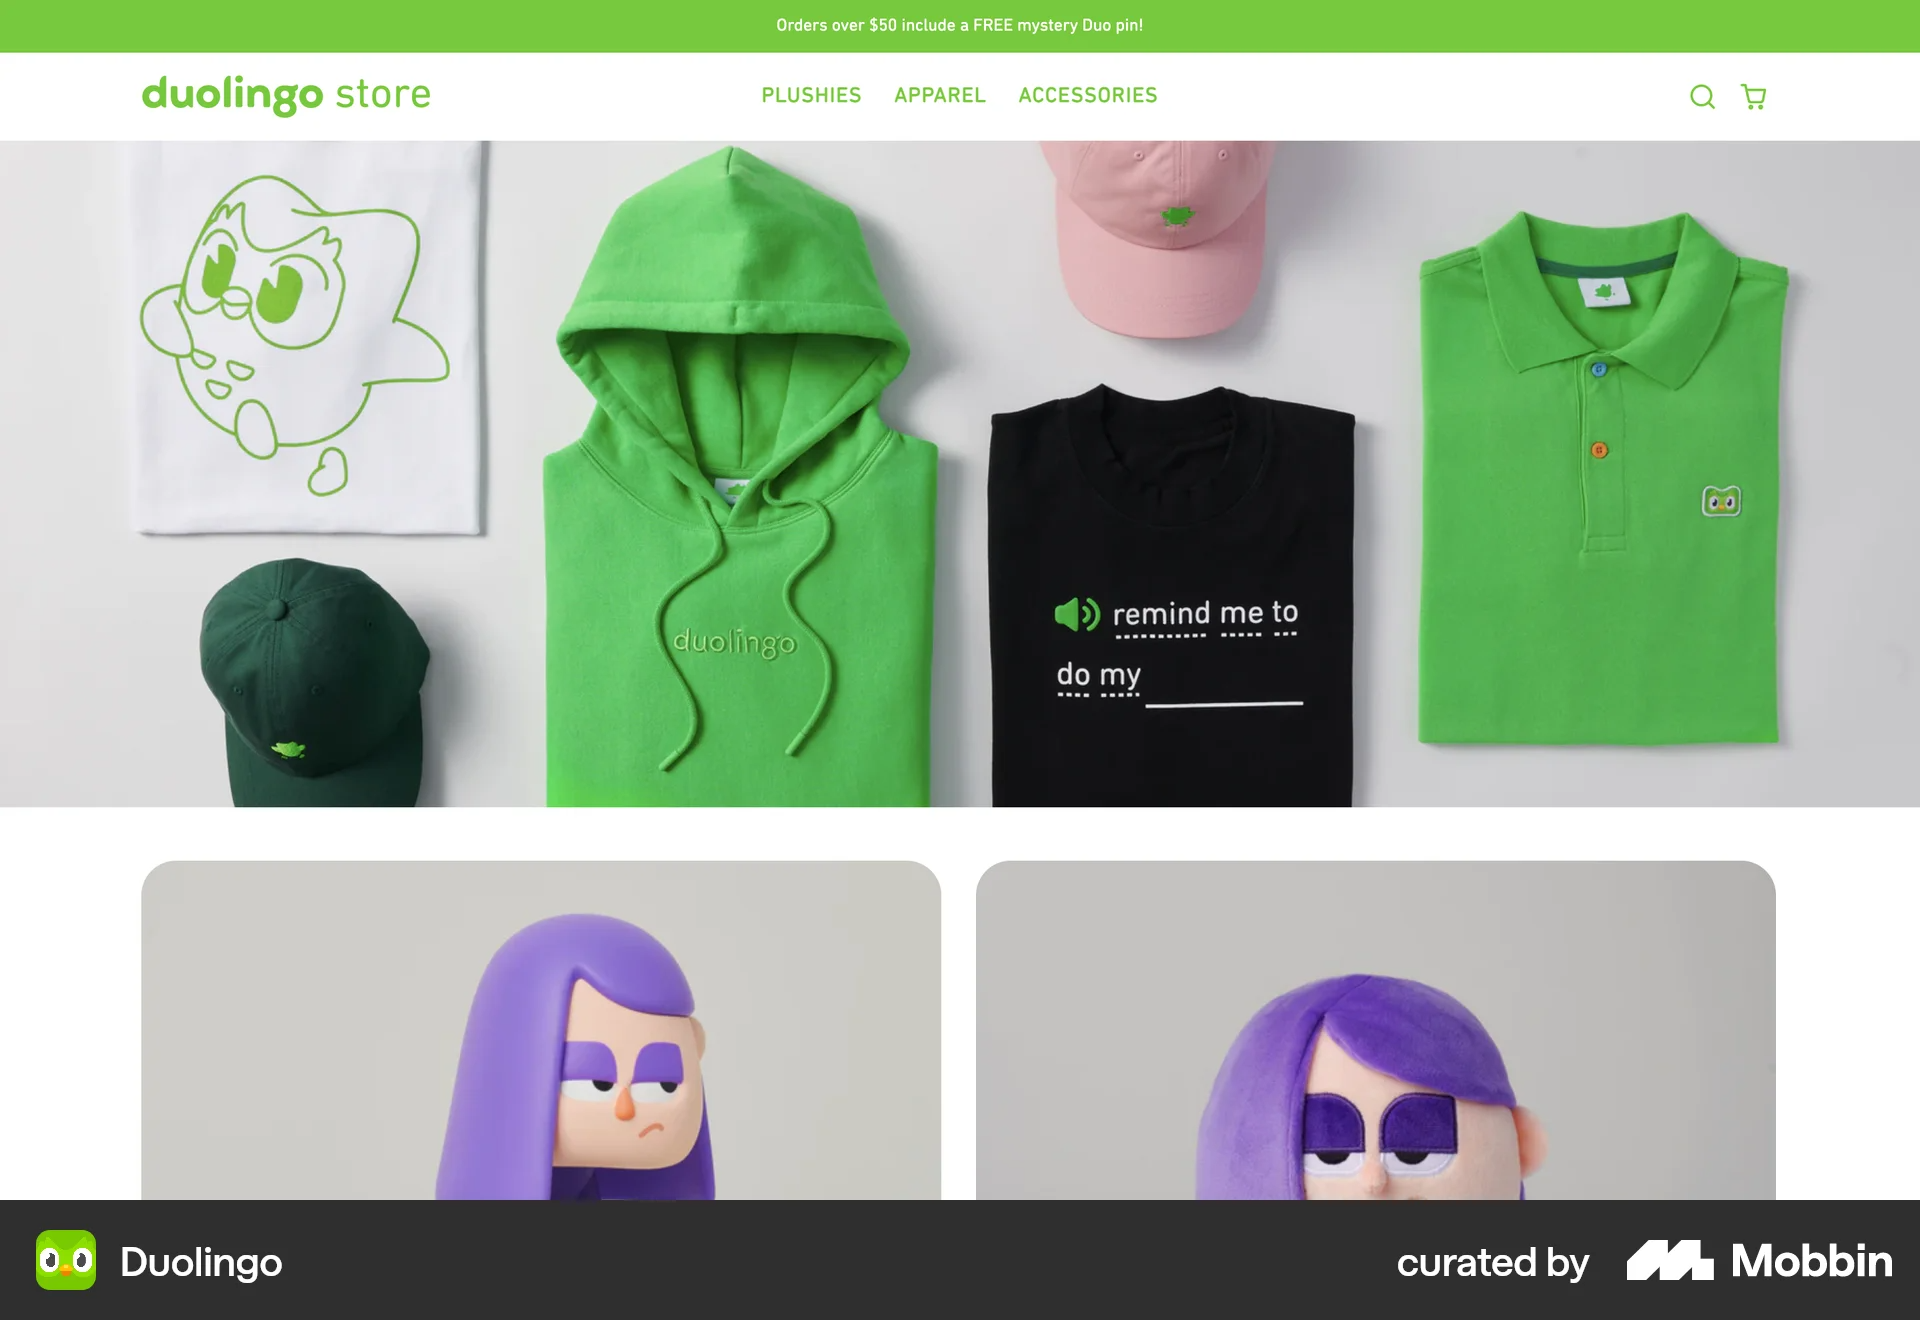 Orders over $50 include a FREE mystery Duo pin!
duolingo store
PLUSHIES
APPAREL
ACCESSORIES
duolingo
remind me to
do my
Duolingo
curated by Mobbin